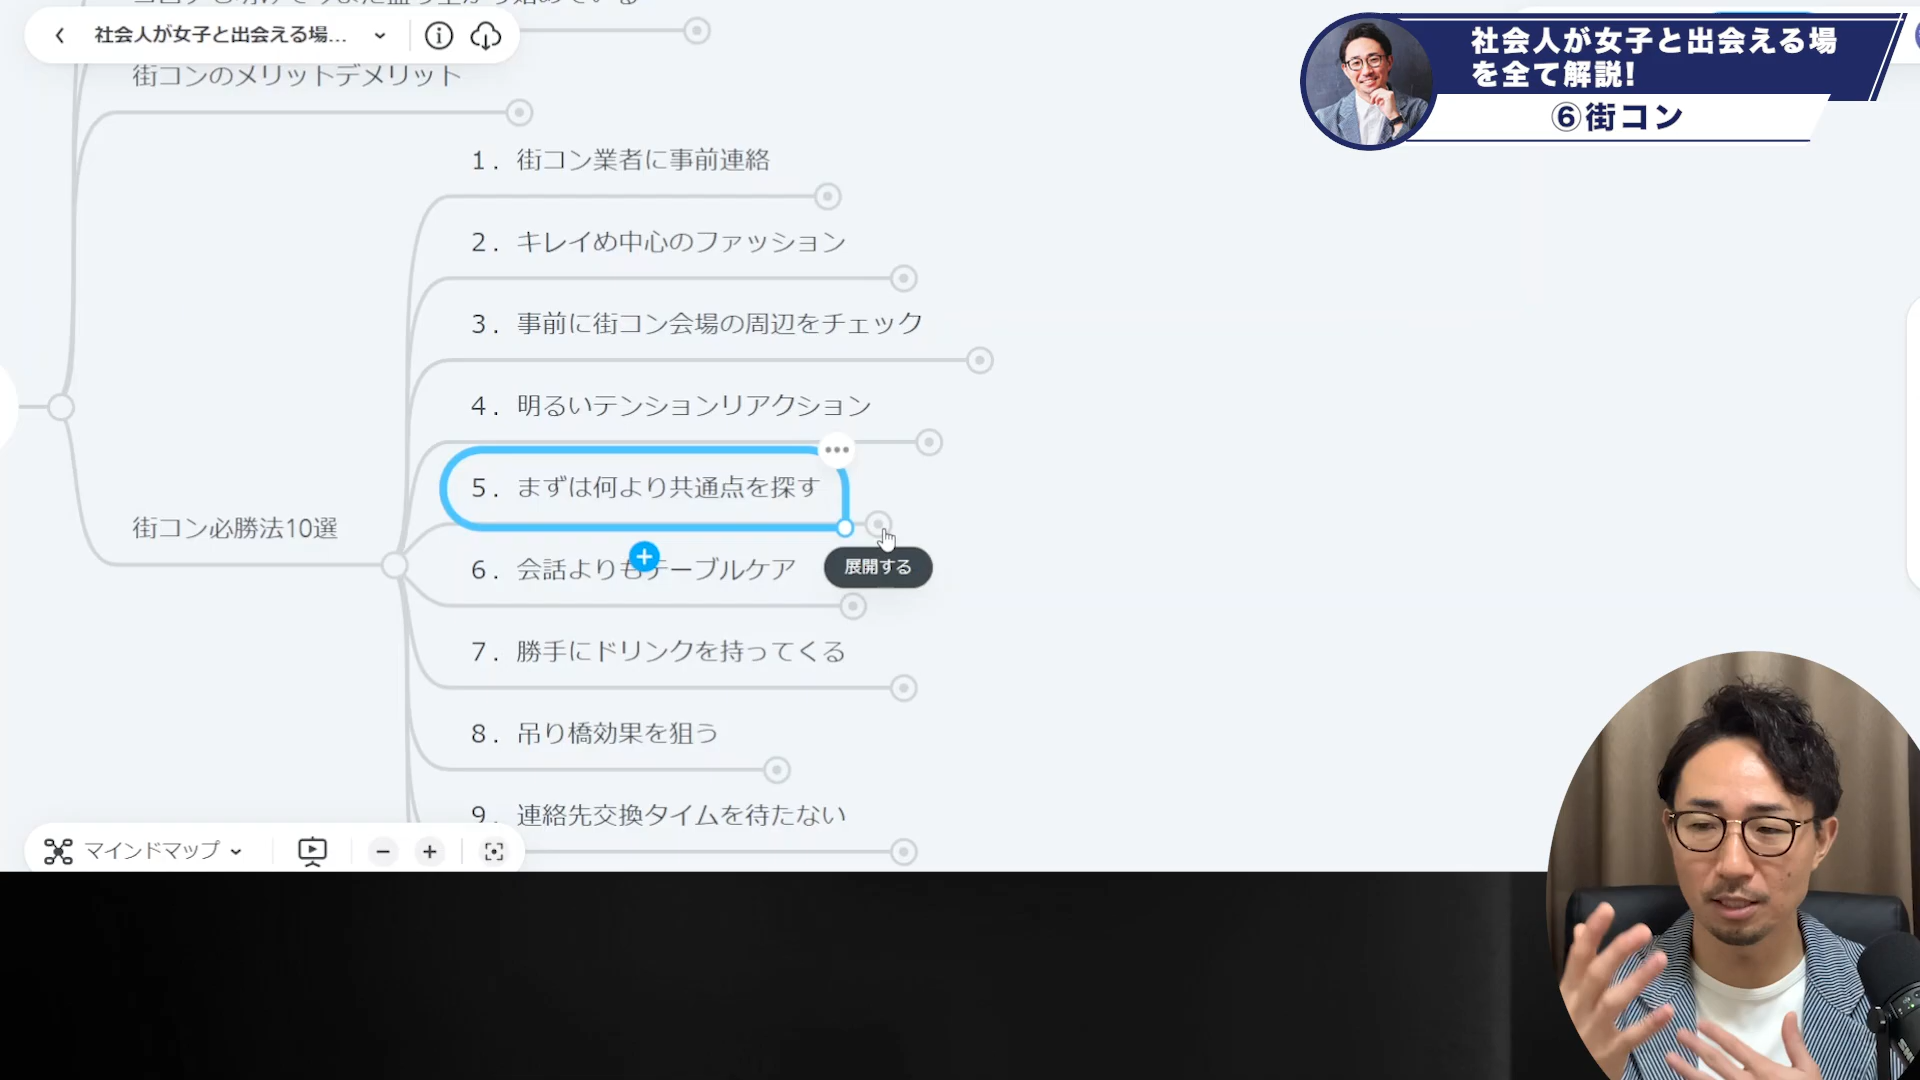 社会人が女子と出会える場...
社会人が女子と出会える場
を全て解説!
⑥街コン
街コンのメリットデメリット
1. 街コン業者に事前連絡
2. キレイめ中心のファッション
3. 事前に街コン会場の周辺をチェック
4. 明るいテンションリアクション
5. まずは何より共通点を探す
街コン必勝法10選
6. 会話よりもテーブルケア
展開する
7. 勝手にドリンクを持ってくる
8. 吊り橋効果を狙う
9. 連絡先交換タイムを待たない
マインドマップ